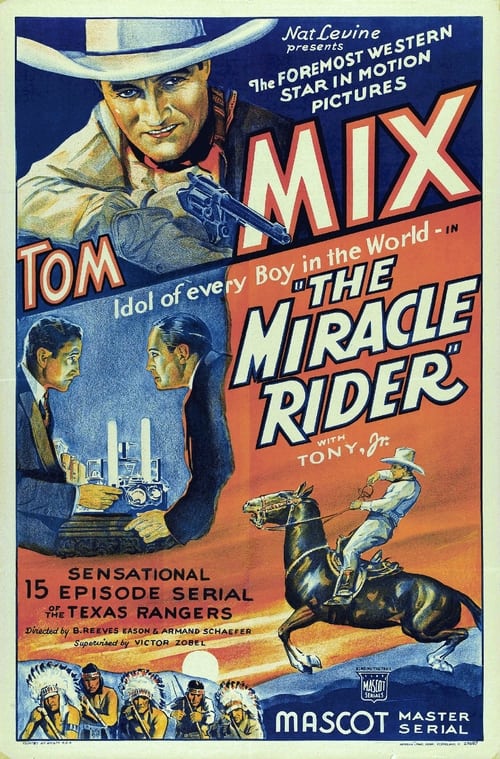 Nat Levine
presents
The FOREMOST WESTERN
STAR IN MOTION
PICTURES
TOM MIX
Idol of every Boy in the World - IN
"THE
MIRACLE
RIDER"
WITH
TONY, Jr.
SENSATIONAL
15 EPISODE SERIAL
of the TEXAS RANGERS
Directed by B. REEVES EASON & ARMAND SCHAEFER
Supervised by VICTOR ZOBEL
MASCOT
SERIALS
MASCOT MASTER
SERIAL